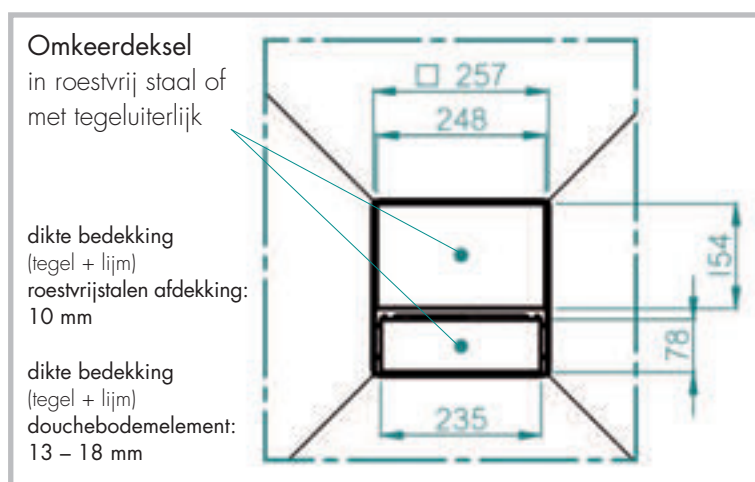 Omkeerdeksel
in roestvrij staal of
met tegeluiterlijk
dikte bedekking
(tegel + lijm)
roestvrijstalen afdekking:
10 mm
dikte bedekking
(tegel + lijm)
douchebodemelement:
13 – 18 mm
□ 257
248
154
78
235